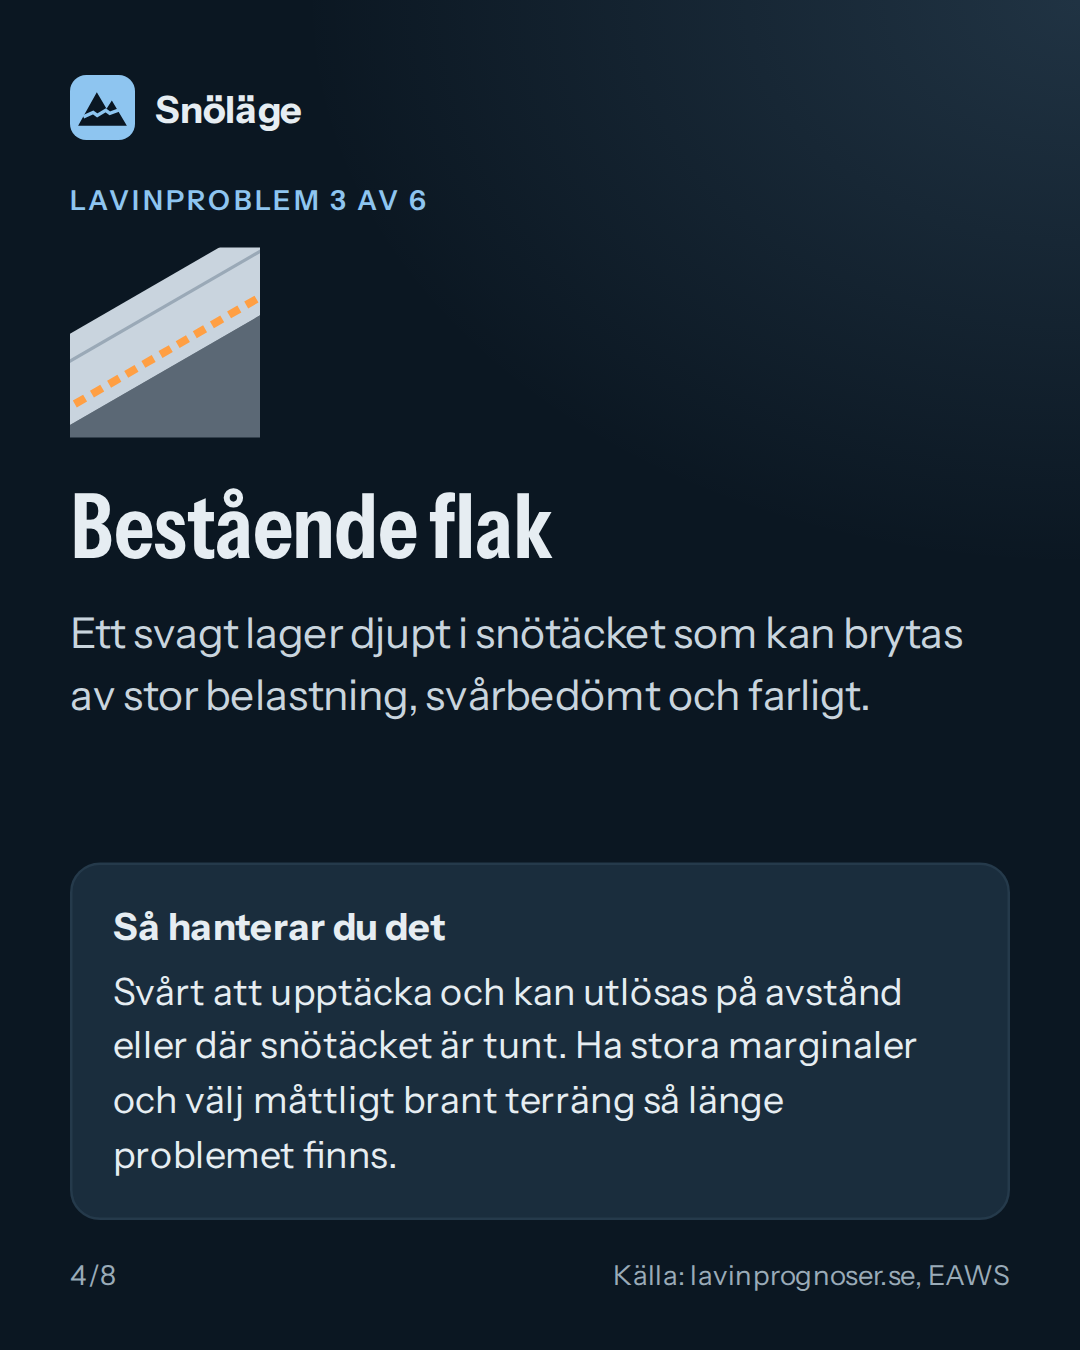 Snöläge
LAVINPROBLEM 3 AV 6
Bestående flak
Ett svagt lager djupt i snötäcket som kan brytas
av stor belastning, svårbedömt och farligt.
Så hanterar du det
Svårt att upptäcka och kan utlösas på avstånd
eller där snötäcket är tunt. Ha stora marginaler
och välj måttligt brant terräng så länge
problemet finns.
4/8
Källa: lavinprognoser.se, EAWS